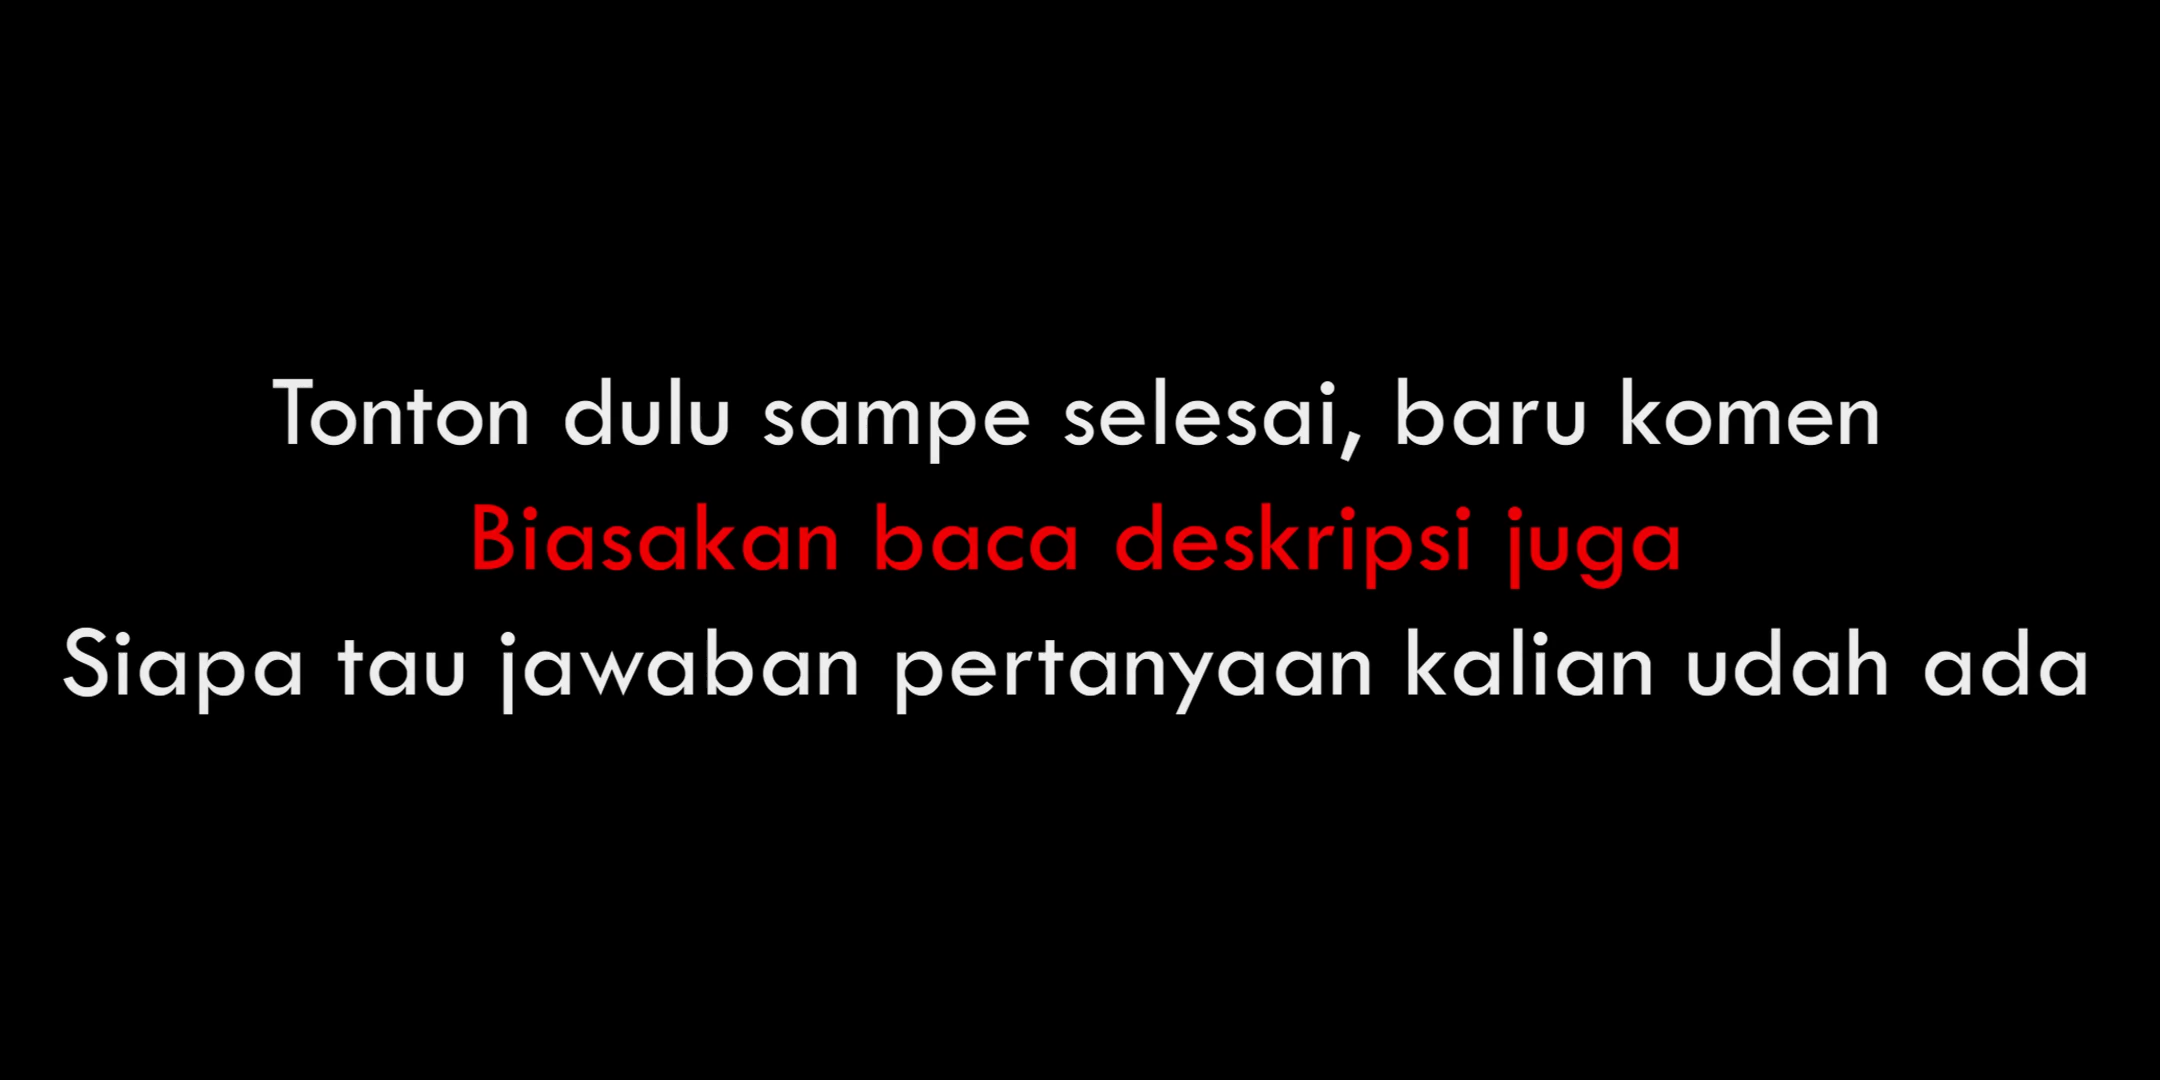 Tonton dulu sampe selesai, baru komen
Biasakan baca deskripsi juga
Siapa tau jawaban pertanyaan kalian udah ada